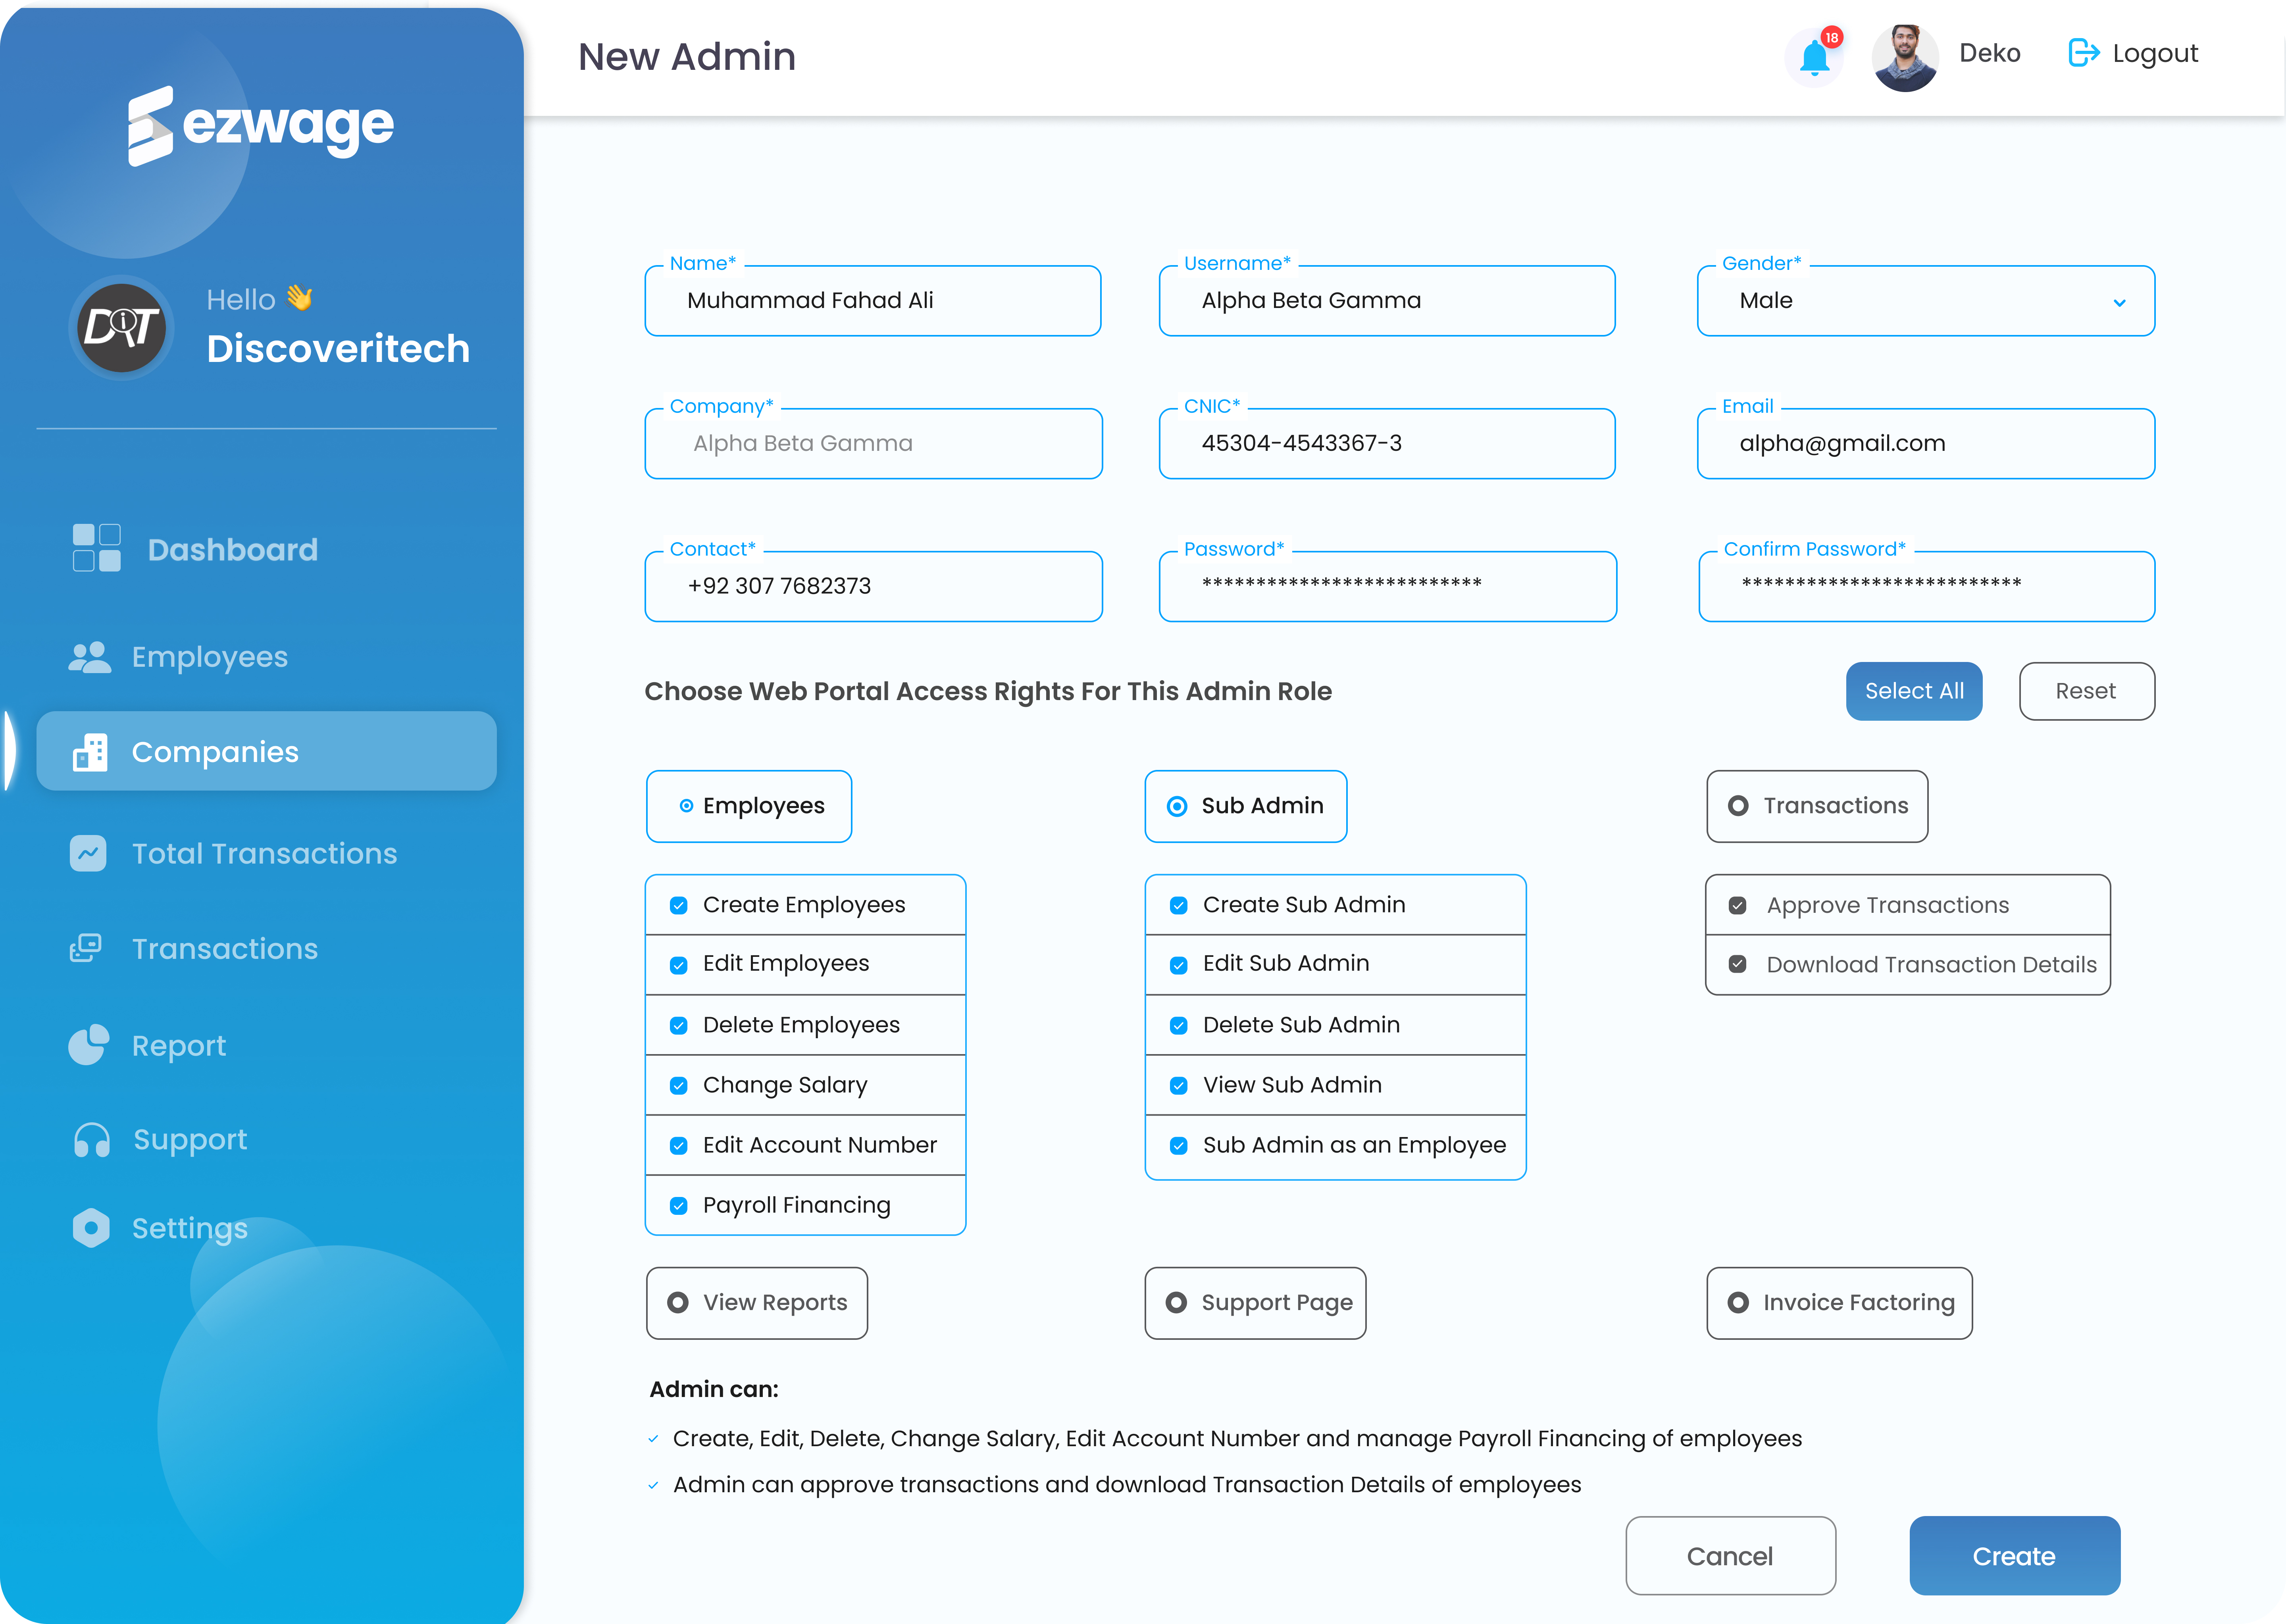 New Admin
18
Deko
Logout
ezwage
DiT
Hello 👋
Discoveritech
Dashboard
Employees
Companies
Total Transactions
Transactions
Report
Support
Settings
Name*
Muhammad Fahad Ali
Username*
Alpha Beta Gamma
Gender*
Male
Company*
Alpha Beta Gamma
CNIC*
45304-4543367-3
Email
alpha@gmail.com
Contact*
+92 307 7682373
Password*
**************************
Confirm Password*
**************************
Choose Web Portal Access Rights For This Admin Role
Select All
Reset
Employees
Create Employees
Edit Employees
Delete Employees
Change Salary
Edit Account Number
Payroll Financing
Sub Admin
Create Sub Admin
Edit Sub Admin
Delete Sub Admin
View Sub Admin
Sub Admin as an Employee
Transactions
Approve Transactions
Download Transaction Details
View Reports
Support Page
Invoice Factoring
Admin can:
Create, Edit, Delete, Change Salary, Edit Account Number and manage Payroll Financing of employees
Admin can approve transactions and download Transaction Details of employees
Cancel
Create